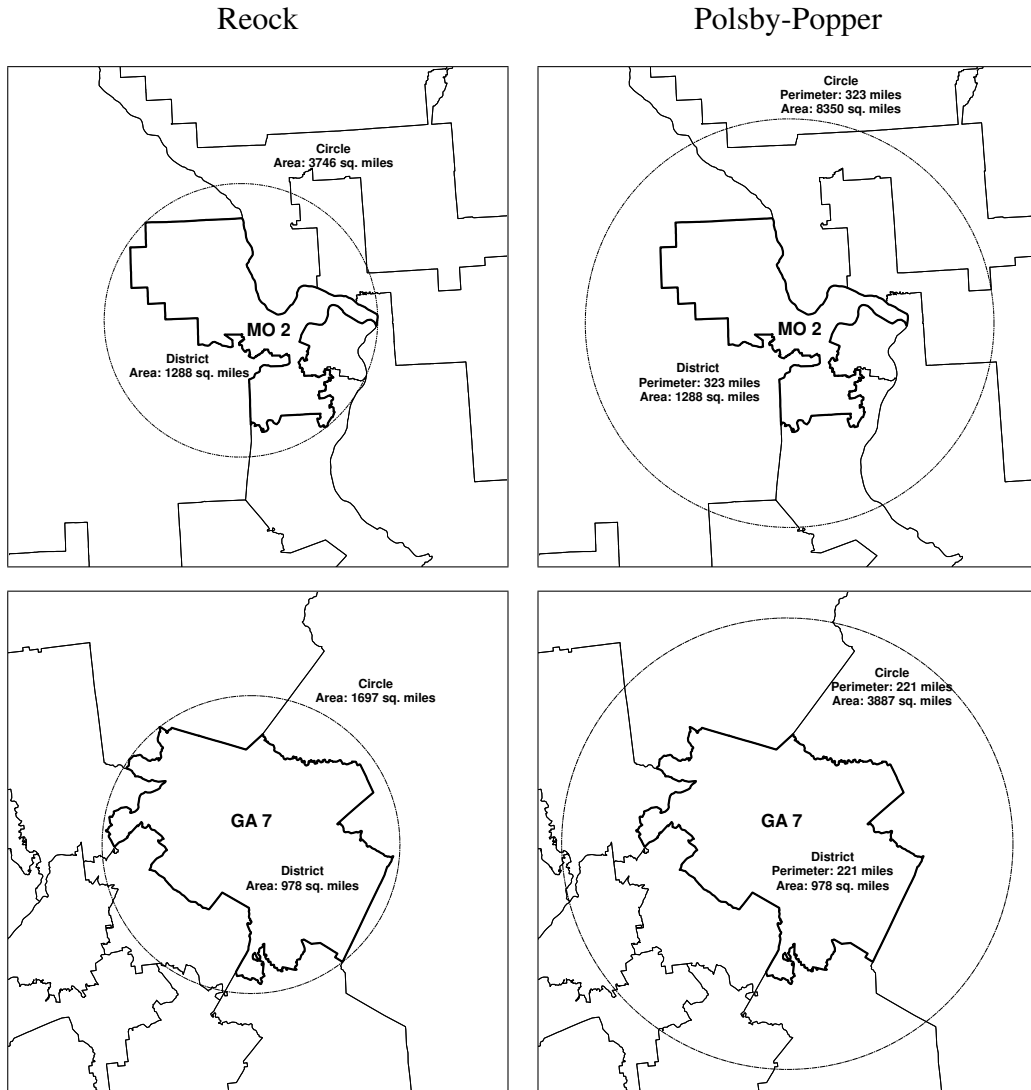 Reock
Polsby-Popper
Circle
Area: 3746 sq. miles
MO 2
District
Area: 1288 sq. miles
Circle
Perimeter: 323 miles
Area: 8350 sq. miles
MO 2
District
Perimeter: 323 miles
Area: 1288 sq. miles
Circle
Area: 1697 sq. miles
GA 7
District
Area: 978 sq. miles
Circle
Perimeter: 221 miles
Area: 3887 sq. miles
GA 7
District
Perimeter: 221 miles
Area: 978 sq. miles